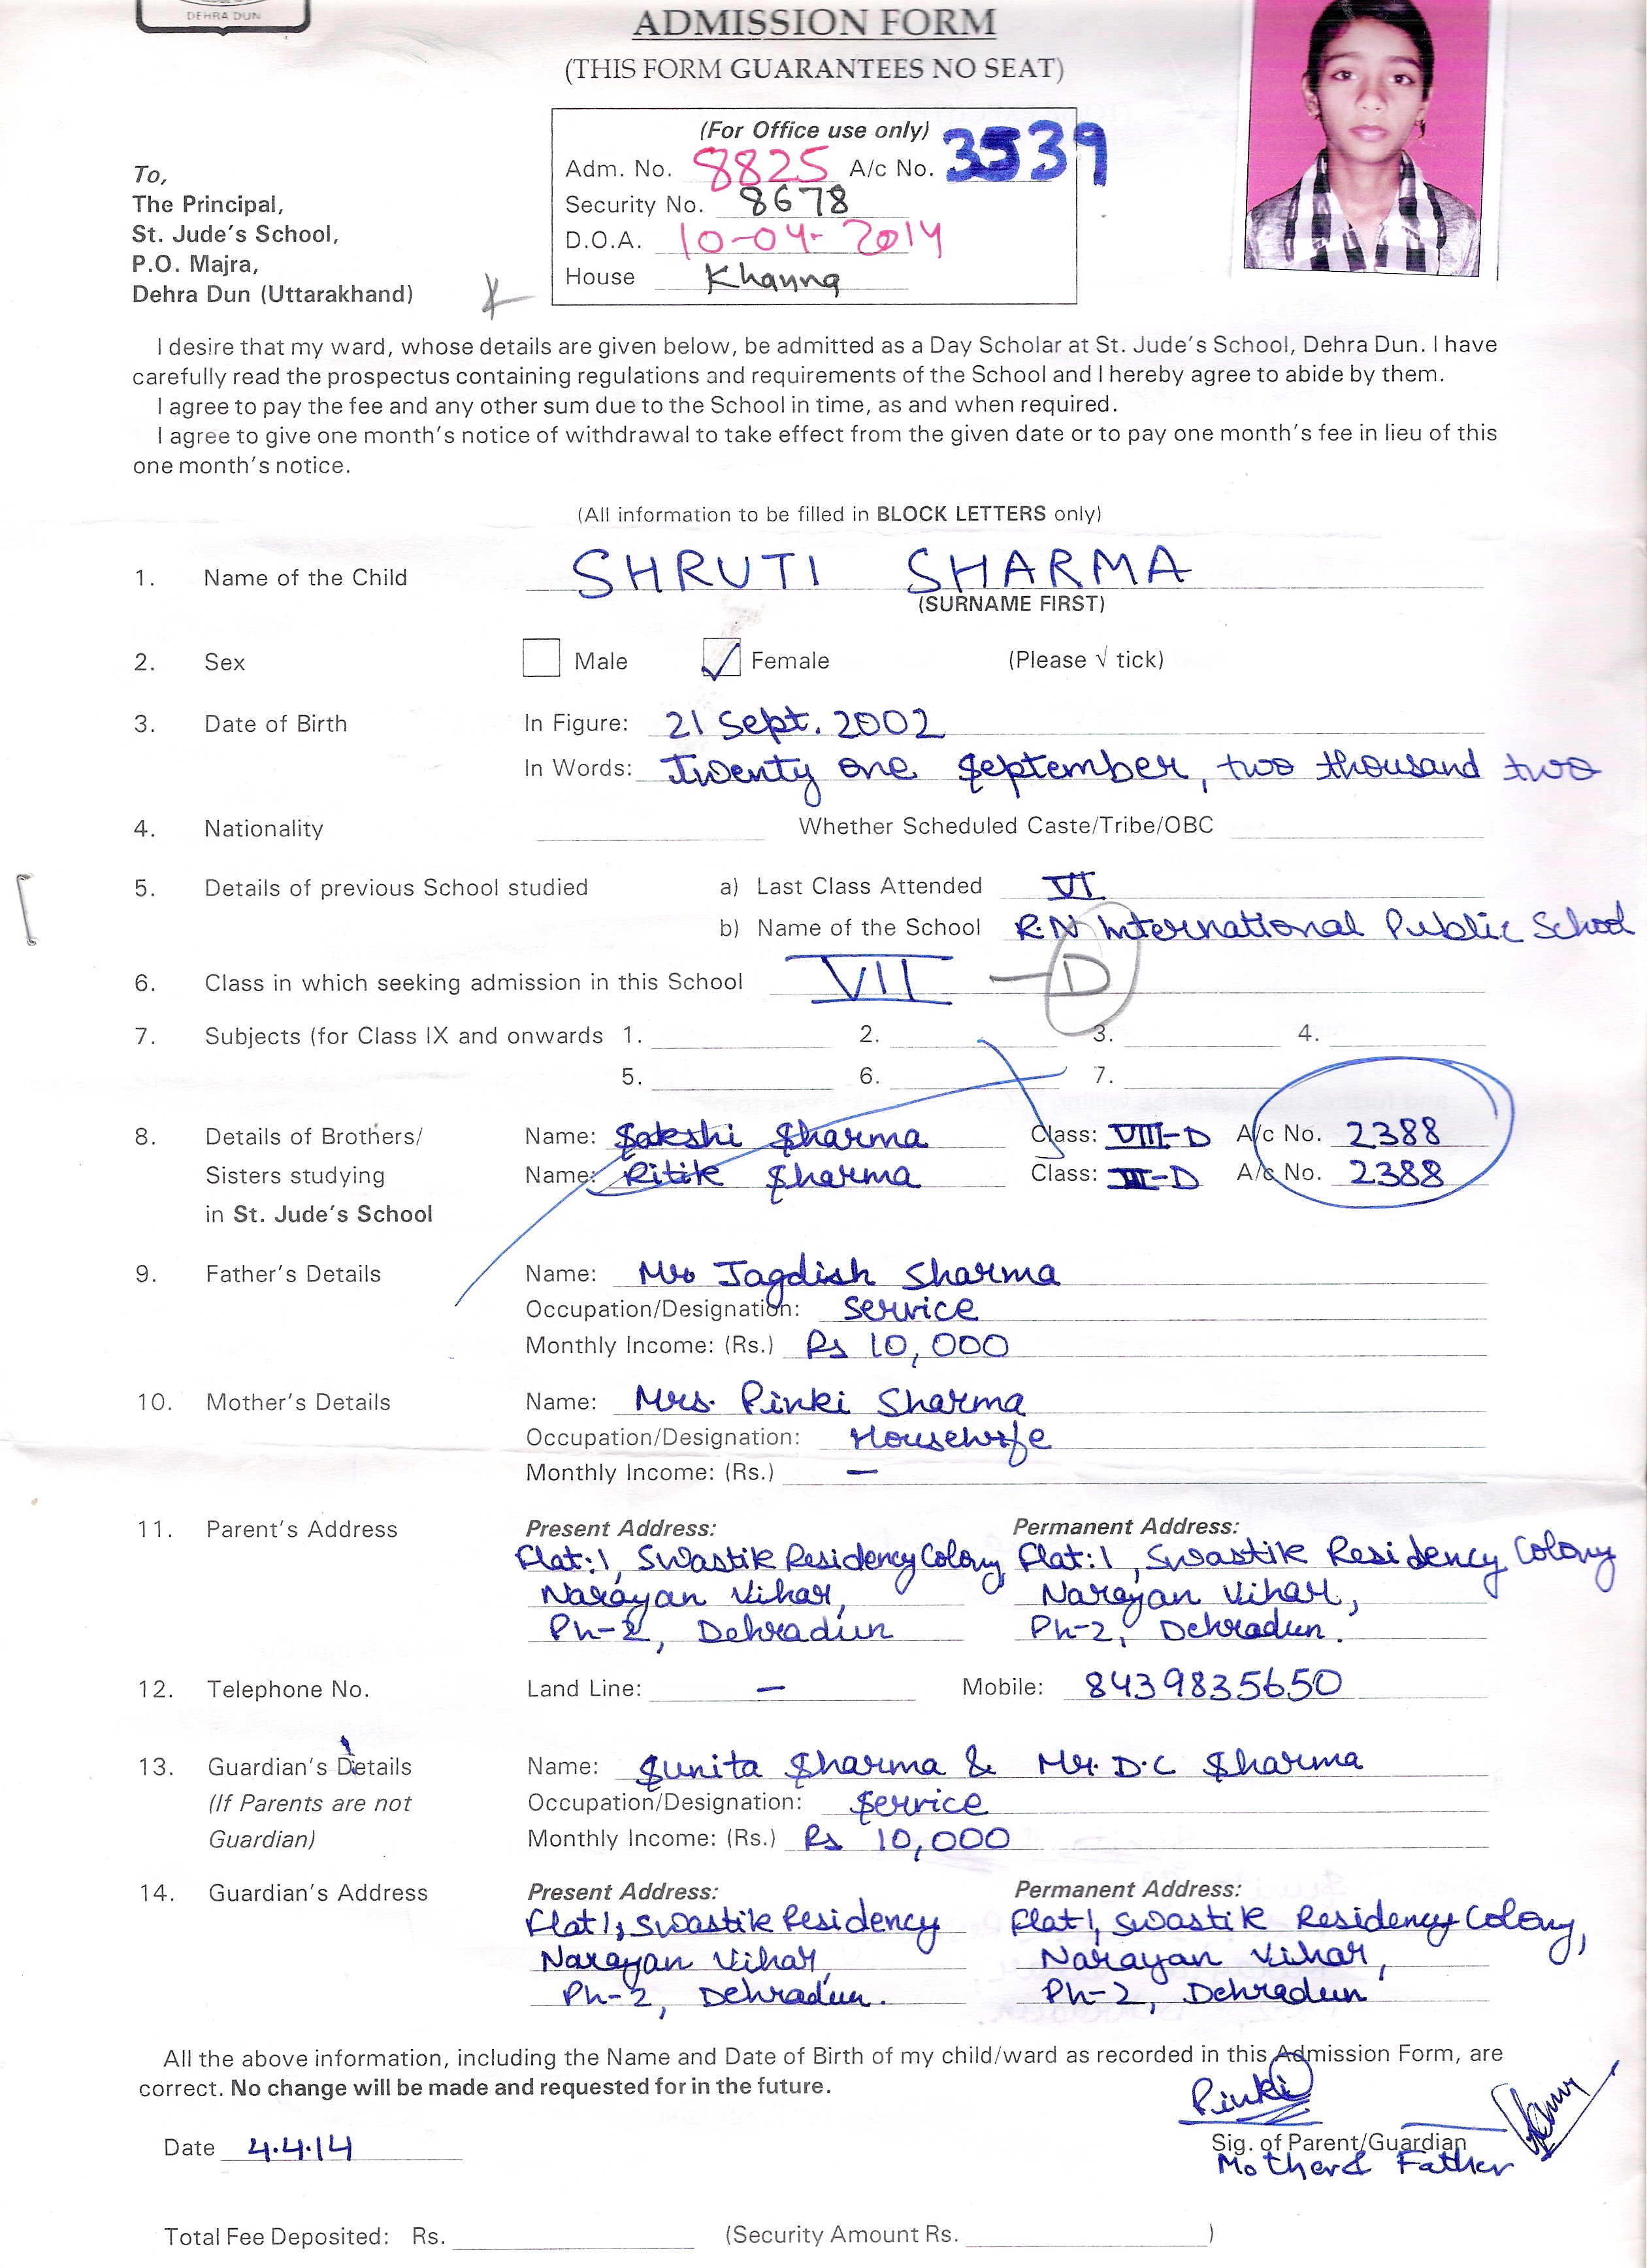 DEHRA DUN
ADMISSION FORM
(THIS FORM GUARANTEES NO SEAT)
(For Office use only)
Adm. No. 8825 A/c No. 3539
Security No. 8678
D.O.A. 10-04-2014
House Khanna
To,
The Principal,
St. Jude's School,
P.O. Majra,
Dehra Dun (Uttarakhand)
I desire that my ward, whose details are given below, be admitted as a Day Scholar at St. Jude's School, Dehra Dun. I have
carefully read the prospectus containing regulations and requirements of the School and I hereby agree to abide by them.
I agree to pay the fee and any other sum due to the School in time, as and when required.
I agree to give one month's notice of withdrawal to take effect from the given date or to pay one month's fee in lieu of this
one month's notice.
(All information to be filled in BLOCK LETTERS only)
1. Name of the Child SHRUTI SHARMA
(SURNAME FIRST)
2. Sex Male Female (Please √ tick)
3. Date of Birth In Figure: 21 Sept. 2002
In Words: Twenty one September, two thousand two
4. Nationality Whether Scheduled Caste/Tribe/OBC
5. Details of previous School studied a) Last Class Attended VI
b) Name of the School R.N International Public School
6. Class in which seeking admission in this School VII - D
7. Subjects (for Class IX and onwards 1. 2. 3. 4.
5. 6. 7.
8. Details of Brothers/ Name: Sakshi Sharma Class: VIII-D A/c No. 2388
Sisters studying Name: Ritik Sharma Class: III-D A/c No. 2388
in St. Jude's School
9. Father's Details Name: Mr. Jagdish Sharma
Occupation/Designation: Service
Monthly Income: (Rs.) Rs 10,000
10. Mother's Details Name: Mrs. Pinki Sharma
Occupation/Designation: Housewife
Monthly Income: (Rs.) -
11. Parent's Address Present Address: Permanent Address:
Flat:1, Swastik Residency Colony Flat:1, Swastik Residency Colony
Narayan Vihar, Narayan Vihar,
Ph-2, Dehradun Ph-2, Dehradun.
12. Telephone No. Land Line: - Mobile: 8439835650
13. Guardian's Details Name: Sunita Sharma & Mr. D.C Sharma
(If Parents are not Occupation/Designation: Service
Guardian) Monthly Income: (Rs.) Rs 10,000
14. Guardian's Address Present Address: Permanent Address:
Flat 1, Swastik Residency Flat 1, Swastik Residency Colony,
Narayan Vihar, Narayan Vihar,
Ph-2, Dehradun. Ph-2, Dehradun
All the above information, including the Name and Date of Birth of my child/ward as recorded in this Admission Form, are
correct. No change will be made and requested for in the future.
Pinki
Date 4.4.14 Sig. of Parent/Guardian
Mother & Father
Total Fee Deposited: Rs. (Security Amount Rs. )